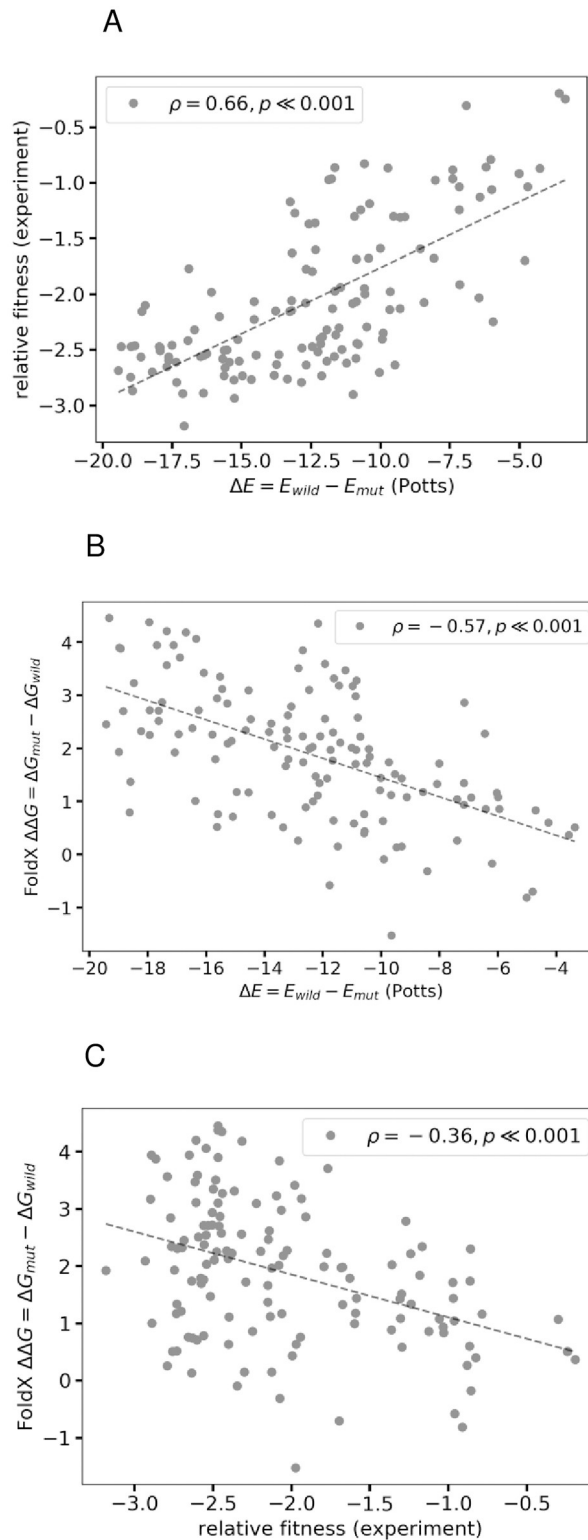 A
ρ = 0.66, p ≪ 0.001
−0.5
−1.0
−1.5
−2.0
−2.5
−3.0
relative fitness (experiment)
−20.0 −17.5 −15.0 −12.5 −10.0 −7.5 −5.0
ΔE = E_wild − E_mut (Potts)
B
ρ = − 0.57, p ≪ 0.001
4
3
2
1
0
−1
FoldX ΔΔG = ΔG_mut − ΔG_wild
−20 −18 −16 −14 −12 −10 −8 −6 −4
ΔE = E_wild − E_mut (Potts)
C
ρ = − 0.36, p ≪ 0.001
4
3
2
1
0
−1
FoldX ΔΔG = ΔG_mut − ΔG_wild
−3.0 −2.5 −2.0 −1.5 −1.0 −0.5
relative fitness (experiment)